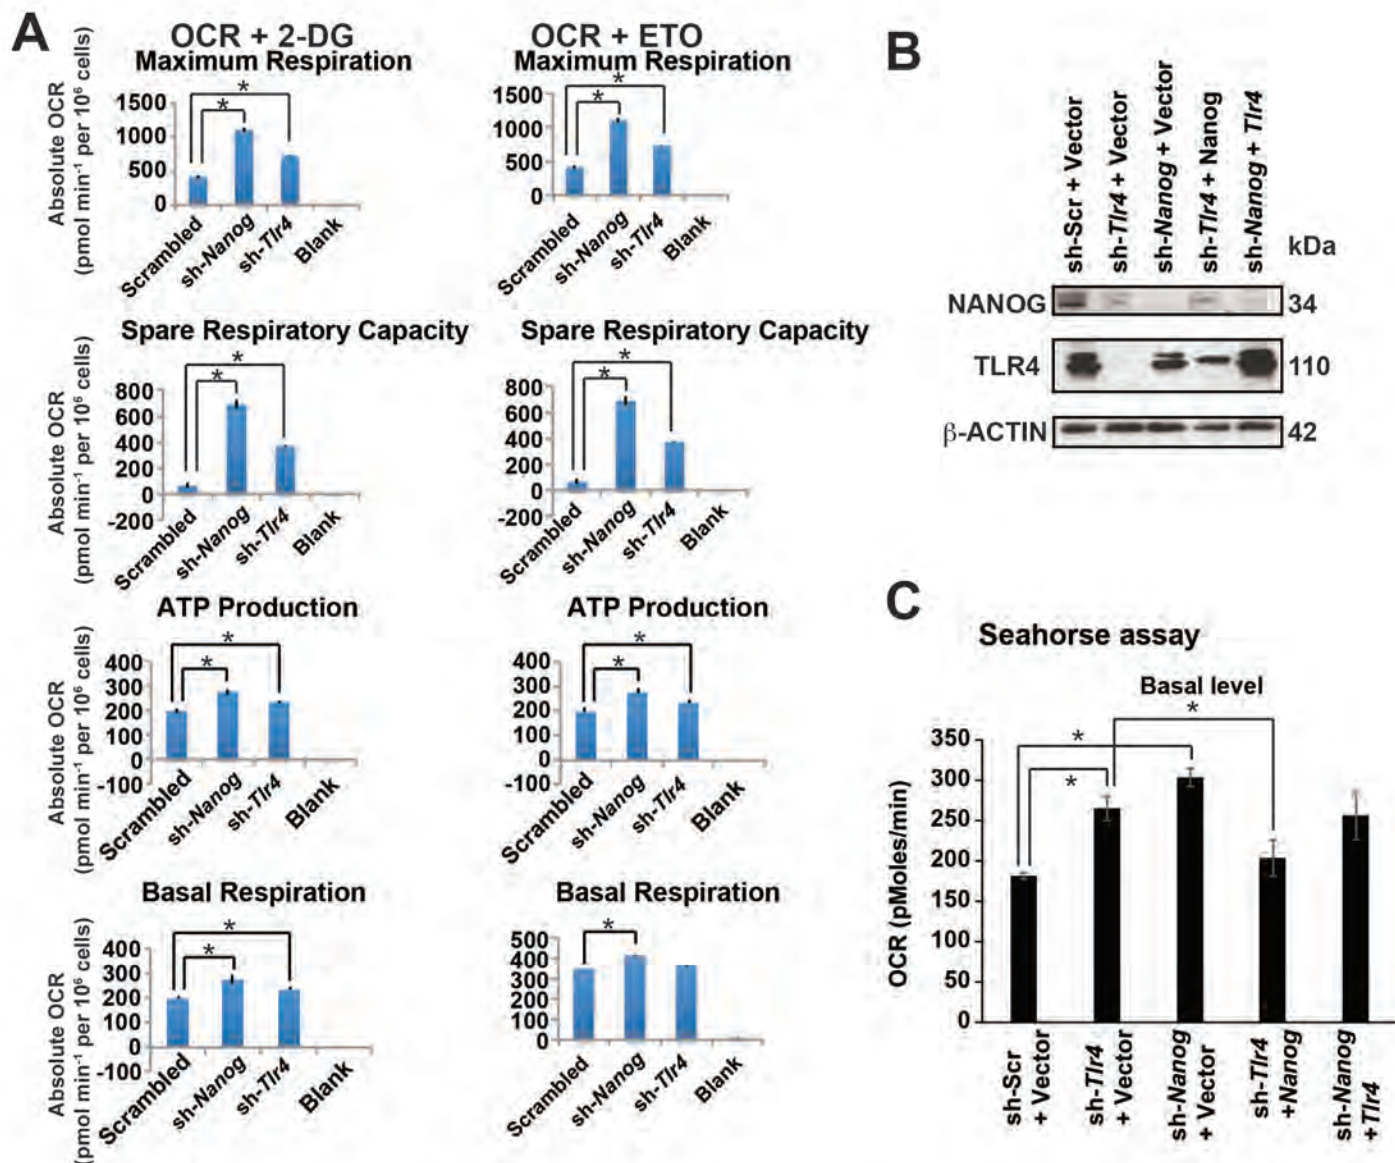 A
OCR + 2-DG
Maximum Respiration
Absolute OCR
(pmol min⁻¹ per 10⁶ cells)
1500
1000
500
0
*
*
Scrambled
sh-Nanog
sh-Tlr4
Blank
OCR + ETO
Maximum Respiration
1500
1000
500
0
*
*
Scrambled
sh-Nanog
sh-Tlr4
Blank
Spare Respiratory Capacity
Absolute OCR
(pmol min⁻¹ per 10⁶ cells)
800
600
400
200
0
-200
*
*
Scrambled
sh-Nanog
sh-Tlr4
Blank
Spare Respiratory Capacity
800
600
400
200
0
-200
*
*
Scrambled
sh-Nanog
sh-Tlr4
Blank
ATP Production
Absolute OCR
(pmol min⁻¹ per 10⁶ cells)
400
300
200
100
0
-100
*
*
Scrambled
sh-Nanog
sh-Tlr4
Blank
ATP Production
400
300
200
100
0
-100
*
*
Scrambled
sh-Nanog
sh-Tlr4
Blank
Basal Respiration
Absolute OCR
(pmol min⁻¹ per 10⁶ cells)
400
300
200
100
0
-100
*
*
Scrambled
sh-Nanog
sh-Tlr4
Blank
Basal Respiration
500
400
300
200
100
0
*
Scrambled
sh-Nanog
sh-Tlr4
Blank
B
sh-Scr + Vector
sh-Tlr4 + Vector
sh-Nanog + Vector
sh-Tlr4 + Nanog
sh-Nanog + Tlr4
kDa
NANOG
34
TLR4
110
β-ACTIN
42
C
Seahorse assay
Basal level
*
*
*
OCR (pMoles/min)
350
300
250
200
150
100
50
0
sh-Scr
+ Vector
sh-Tlr4
+ Vector
sh-Nanog
+ Vector
sh-Tlr4
+Nanog
sh-Nanog
+Tlr4